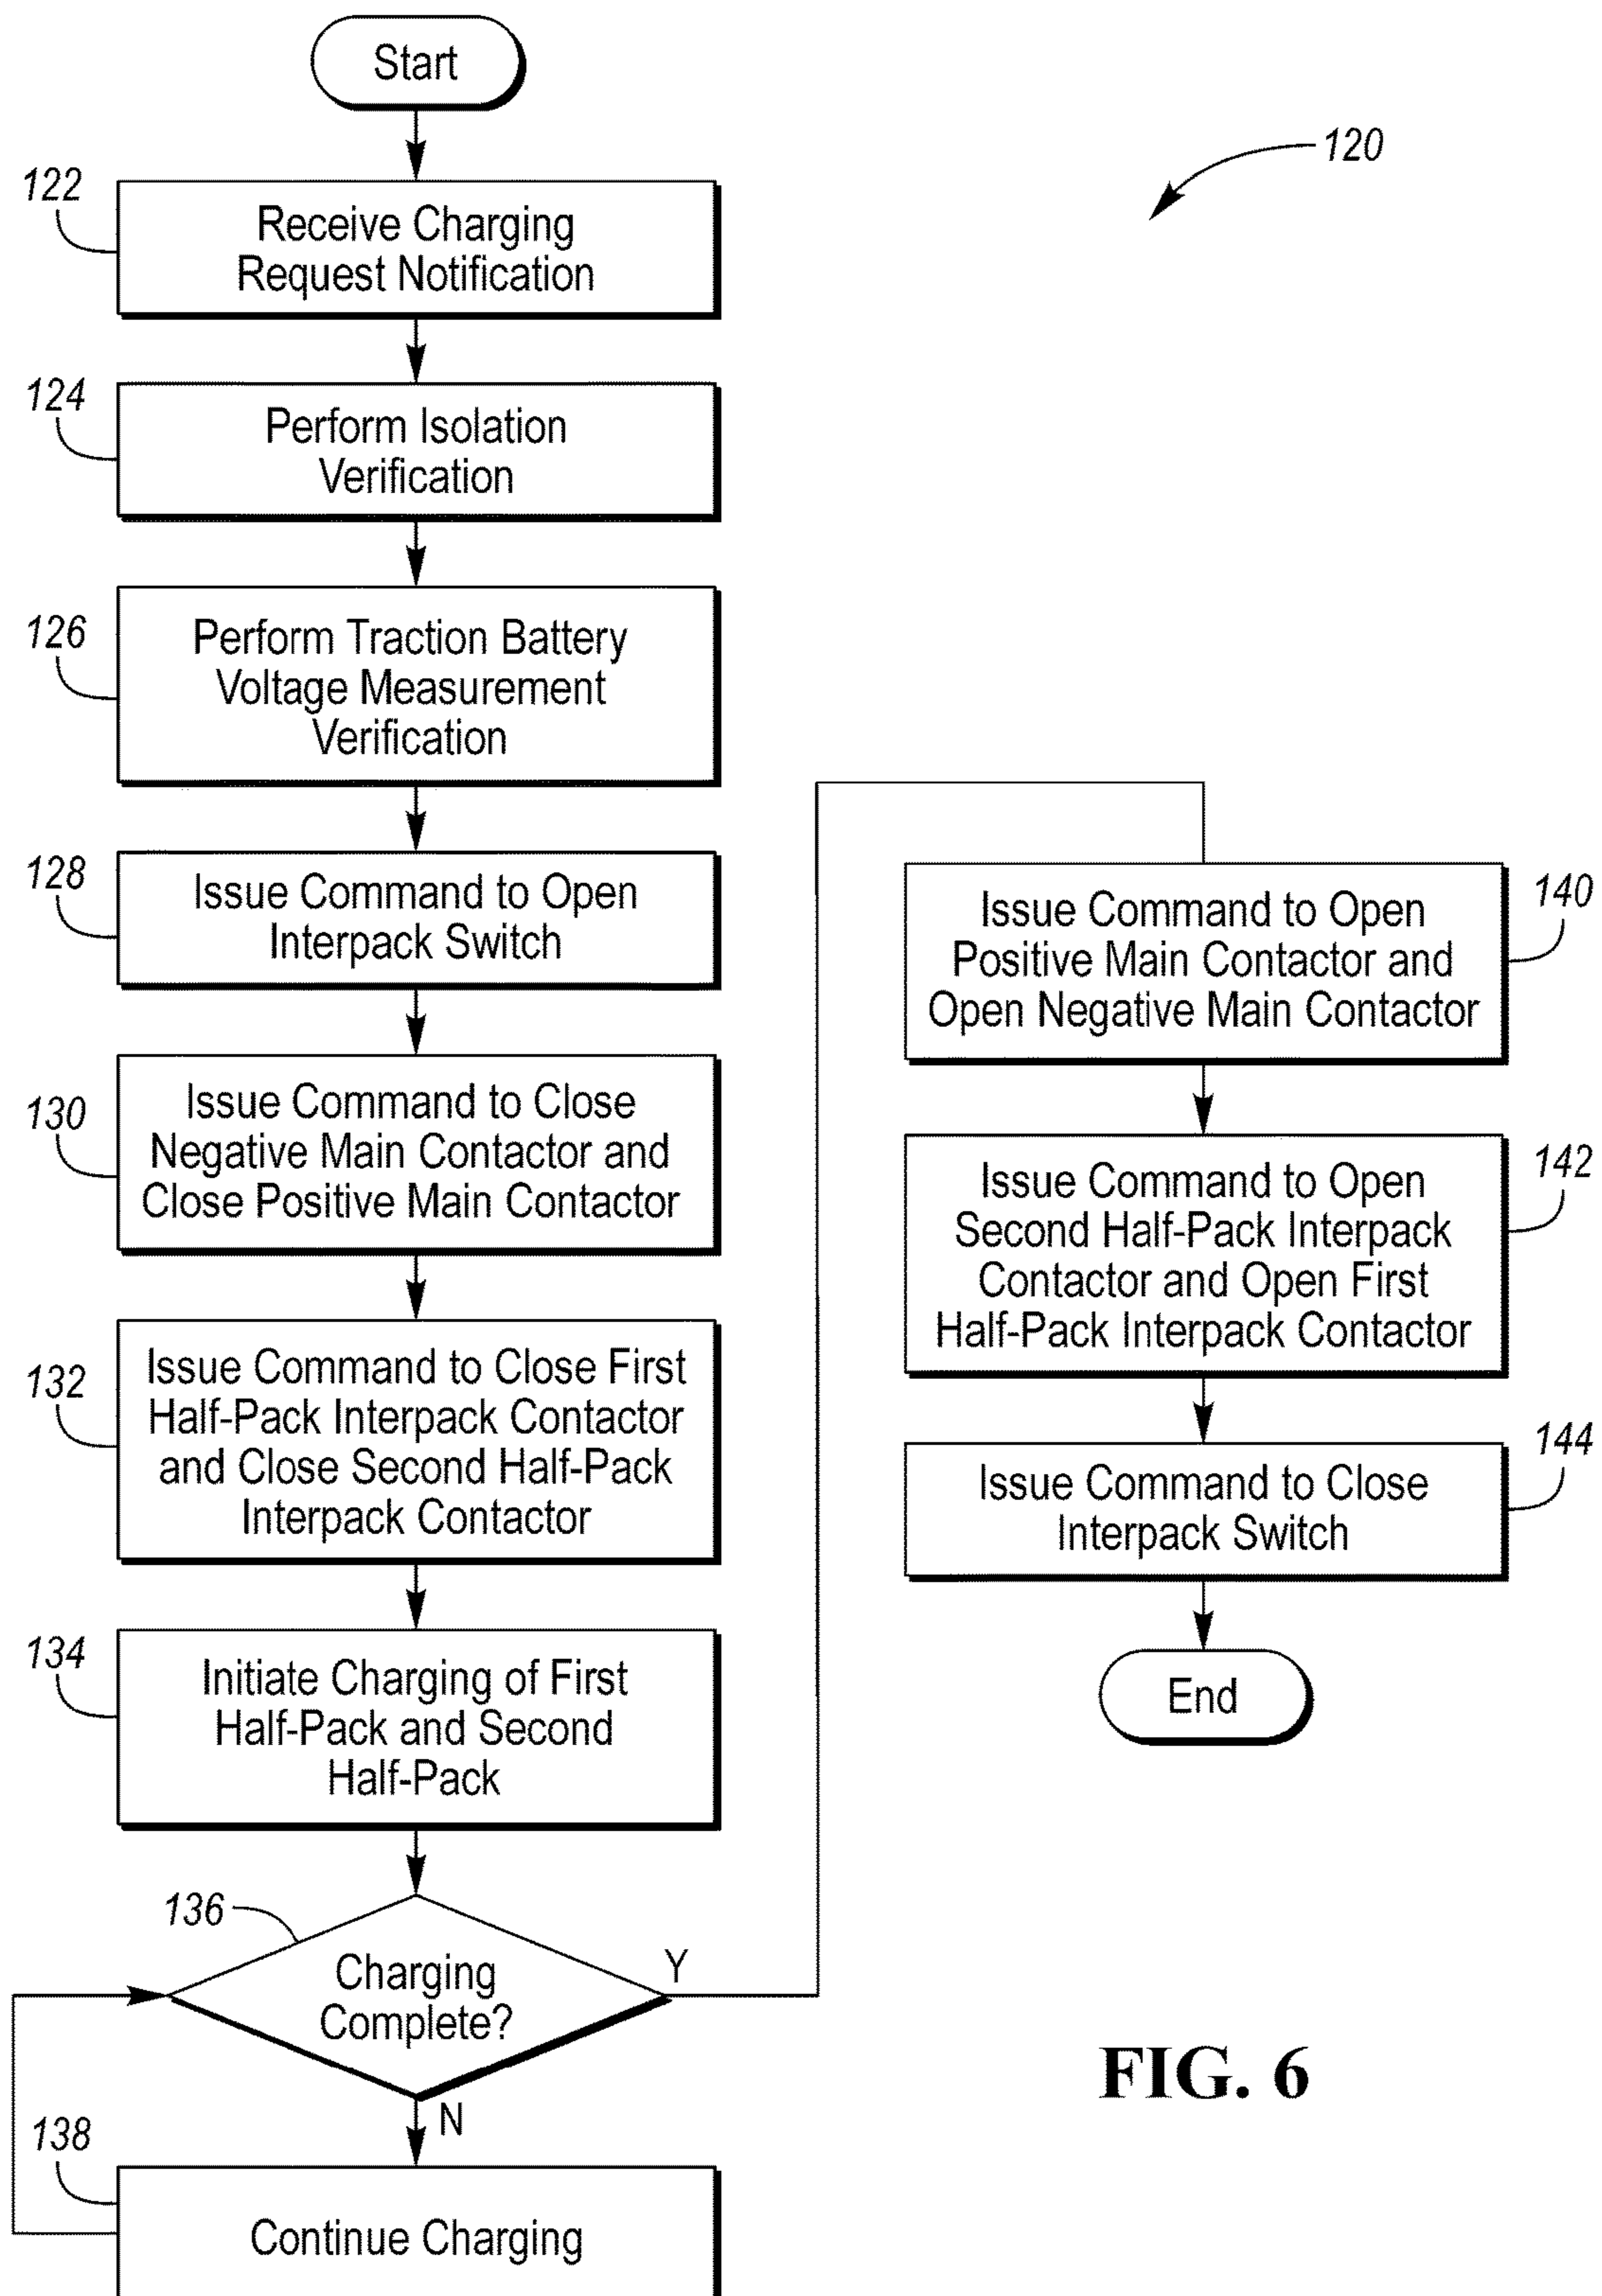 Start
120
122
Receive Charging
Request Notification
124
Perform Isolation
Verification
126
Perform Traction Battery
Voltage Measurement
Verification
128
Issue Command to Open
Interpack Switch
130
Issue Command to Close
Negative Main Contactor and
Close Positive Main Contactor
132
Issue Command to Close First
Half-Pack Interpack Contactor
and Close Second Half-Pack
Interpack Contactor
134
Initiate Charging of First
Half-Pack and Second
Half-Pack
136
Charging
Complete?
Y
N
138
Continue Charging
140
Issue Command to Open
Positive Main Contactor and
Open Negative Main Contactor
142
Issue Command to Open
Second Half-Pack Interpack
Contactor and Open First
Half-Pack Interpack Contactor
144
Issue Command to Close
Interpack Switch
End
FIG. 6